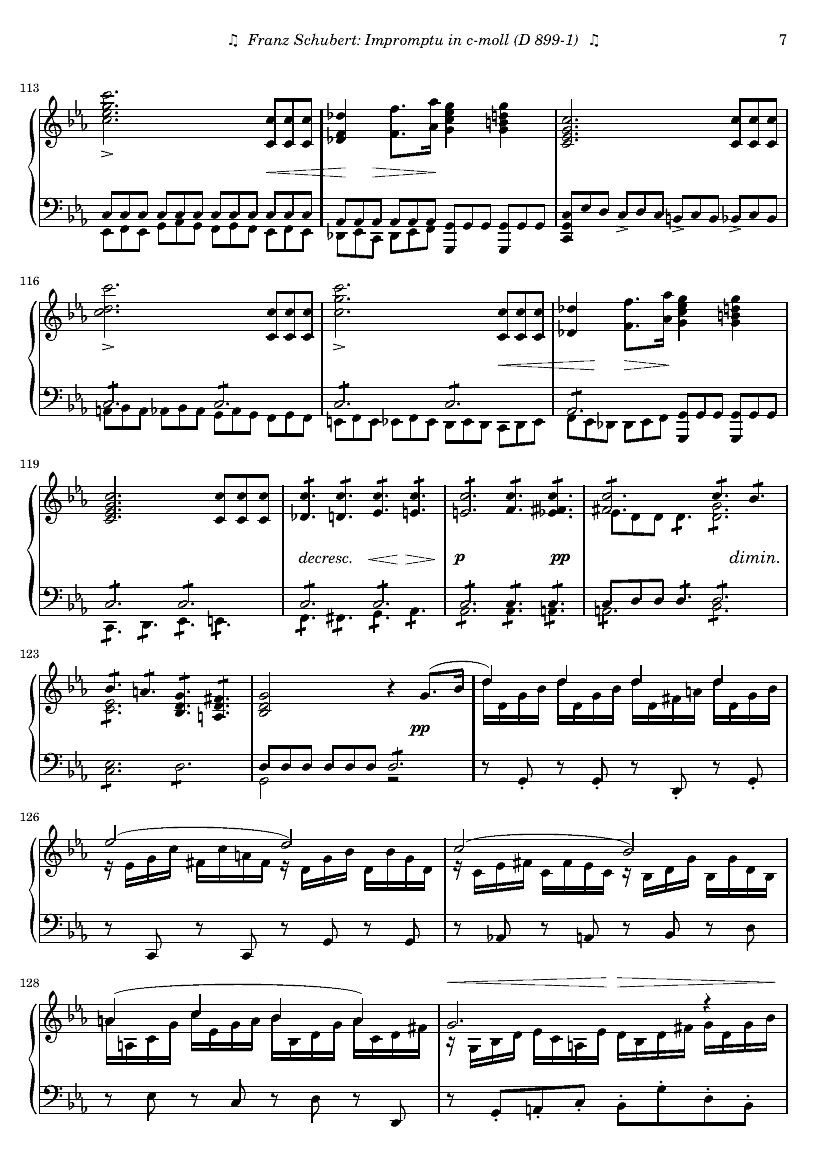 ♫ Franz Schubert: Impromptu in c-moll (D 899-1) ♫ 7
113
116
119
decresc. p pp dimin.
123
pp
126
128